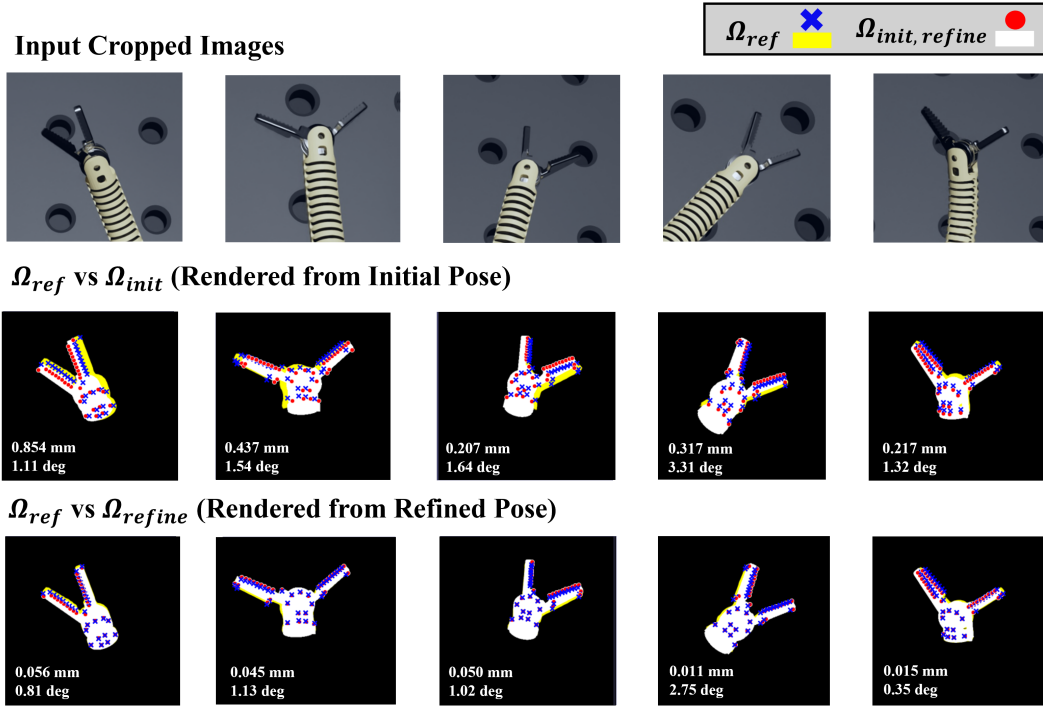 Input Cropped Images
Ω_ref Ω_init, refine
Ω_ref vs Ω_init (Rendered from Initial Pose)
0.854 mm
1.11 deg
0.437 mm
1.54 deg
0.207 mm
1.64 deg
0.317 mm
3.31 deg
0.217 mm
1.32 deg
Ω_ref vs Ω_refine (Rendered from Refined Pose)
0.056 mm
0.81 deg
0.045 mm
1.13 deg
0.050 mm
1.02 deg
0.011 mm
2.75 deg
0.015 mm
0.35 deg